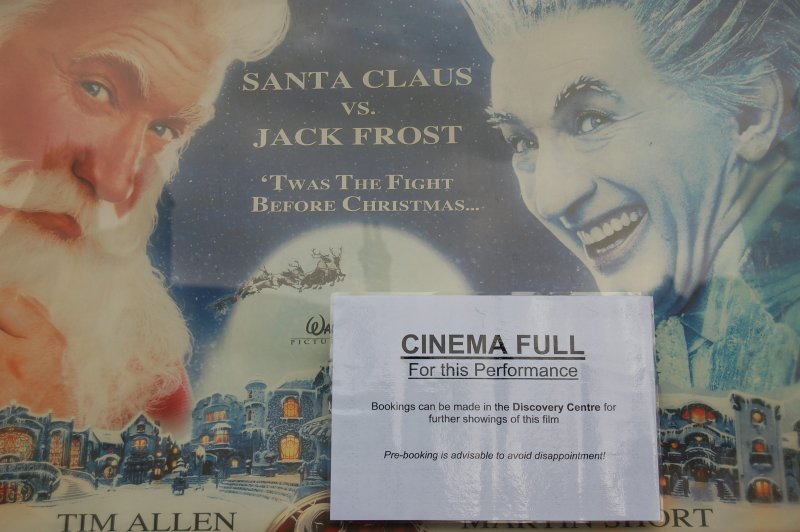 SANTA CLAUS
VS.
JACK FROST
'TWAS THE FIGHT
BEFORE CHRISTMAS...
CINEMA FULL
For this Performance
Bookings can be made in the Discovery Centre for
further showings of this film
Pre-booking is advisable to avoid disappointment!
TIM ALLEN
MARTIN SHORT